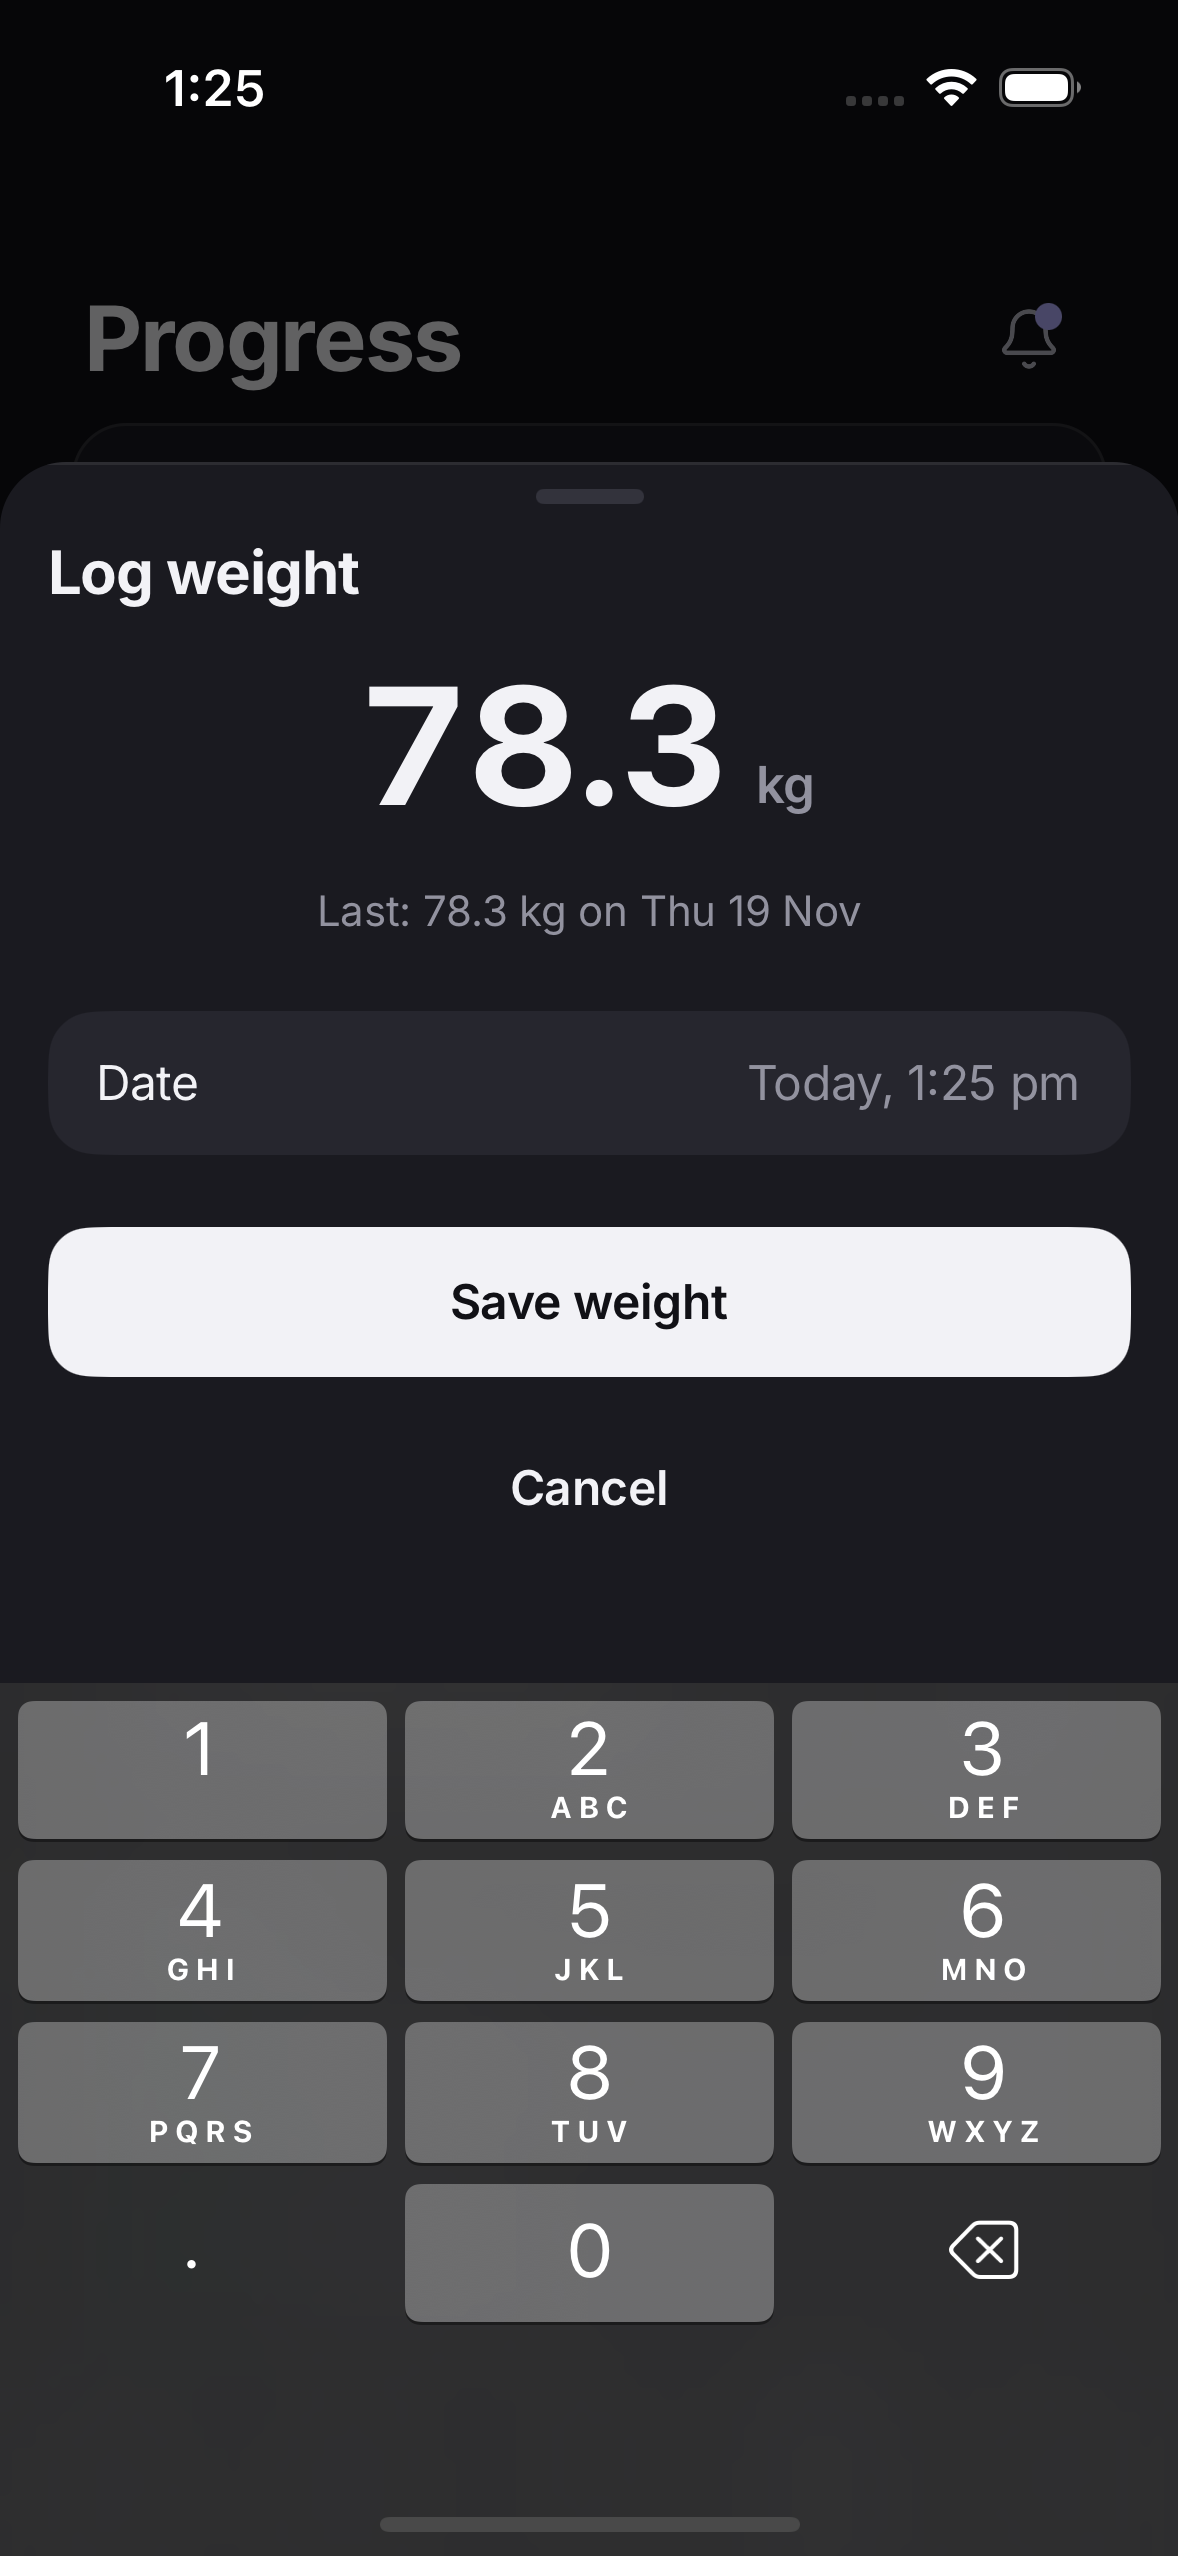 1:25
Progress
Log weight
78.3 kg
Last: 78.3 kg on Thu 19 Nov
Date Today, 1:25 pm
Save weight
Cancel
1 2 3
ABC DEF
4 5 6
GHI JKL MNO
7 8 9
PQRS TUV WXYZ
. 0